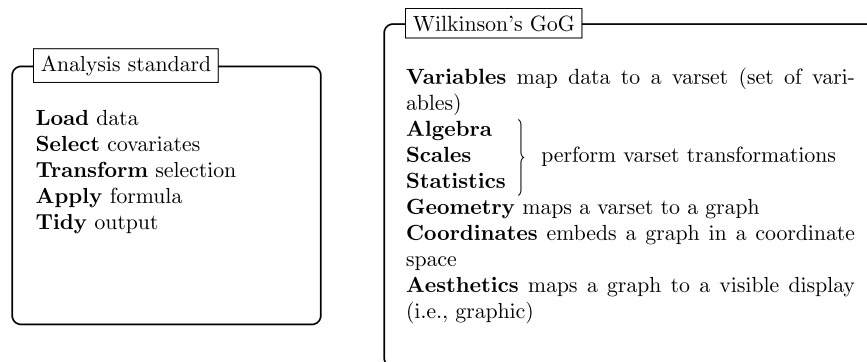 Analysis standard
Load data
Select covariates
Transform selection
Apply formula
Tidy output
Wilkinson's GoG
Variables map data to a varset (set of vari-
ables)
Algebra
Scales
Statistics
perform varset transformations
Geometry maps a varset to a graph
Coordinates embeds a graph in a coordinate
space
Aesthetics maps a graph to a visible display
(i.e., graphic)